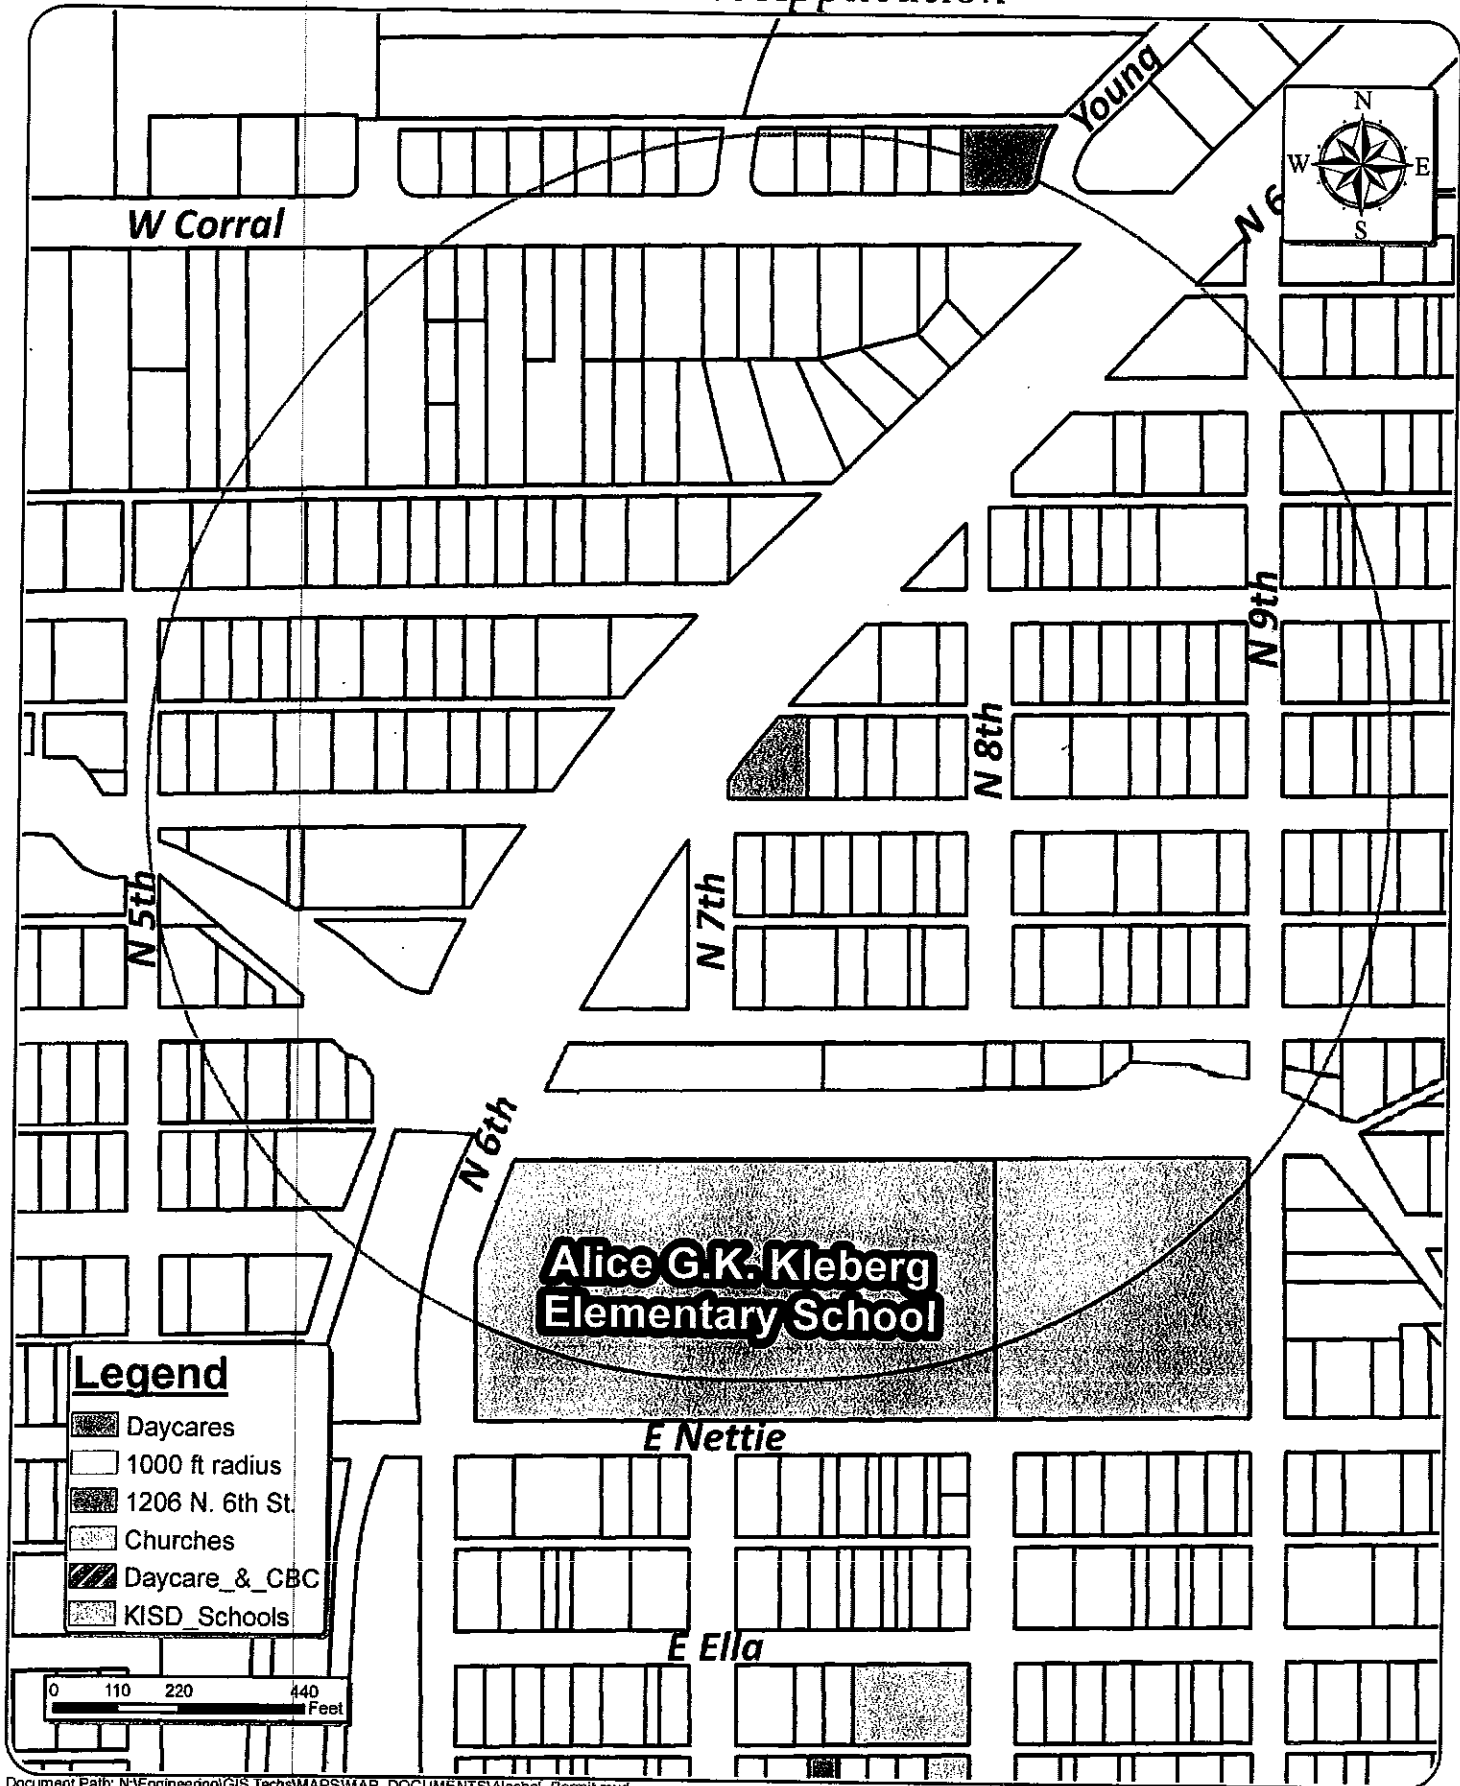 Young
N
W
E
S
W Corral
N 6
N 9th
N 8th
N 5th
N 7th
N 6th
Alice G.K. Kleberg
Elementary School
E Nettie
E Ella
Legend
Daycares
1000 ft radius
1206 N. 6th St.
Churches
Daycare_&_CBC
KISD_Schools
0 110 220 440
Feet